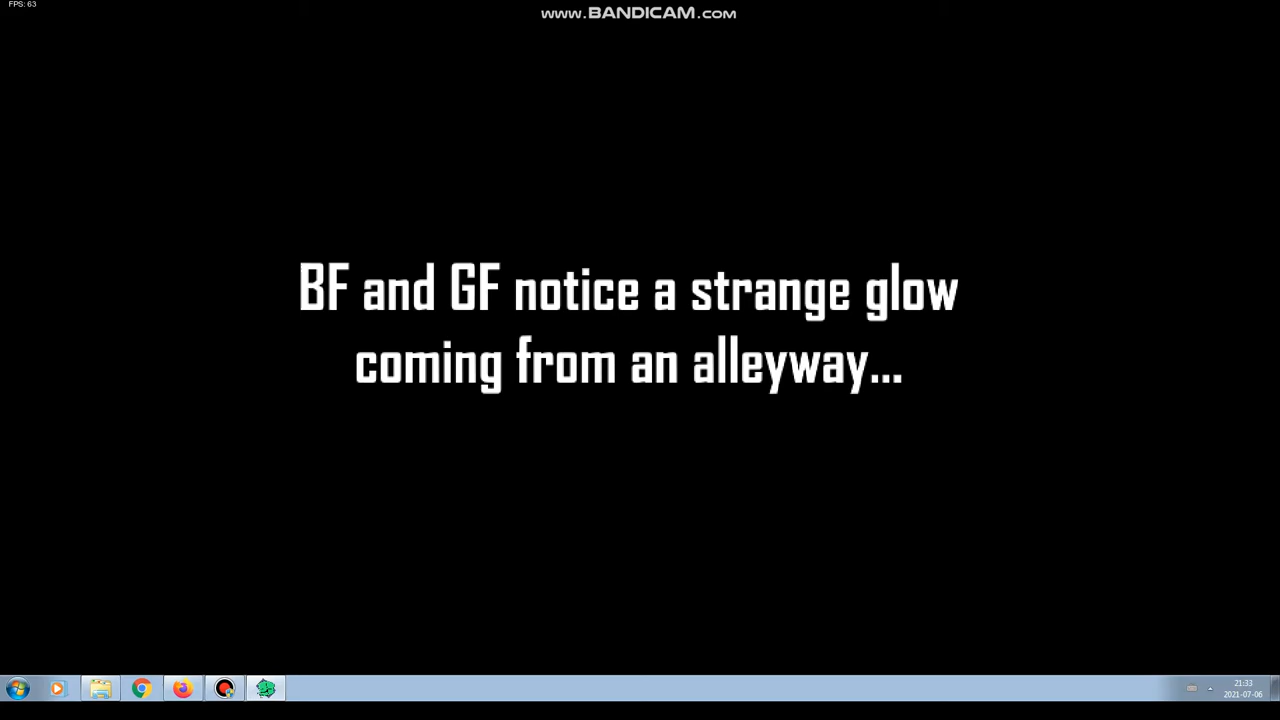 FPS: 63
www.BANDICAM.com
BF and GF notice a strange glow
coming from an alleyway...
21:33
2021-07-06